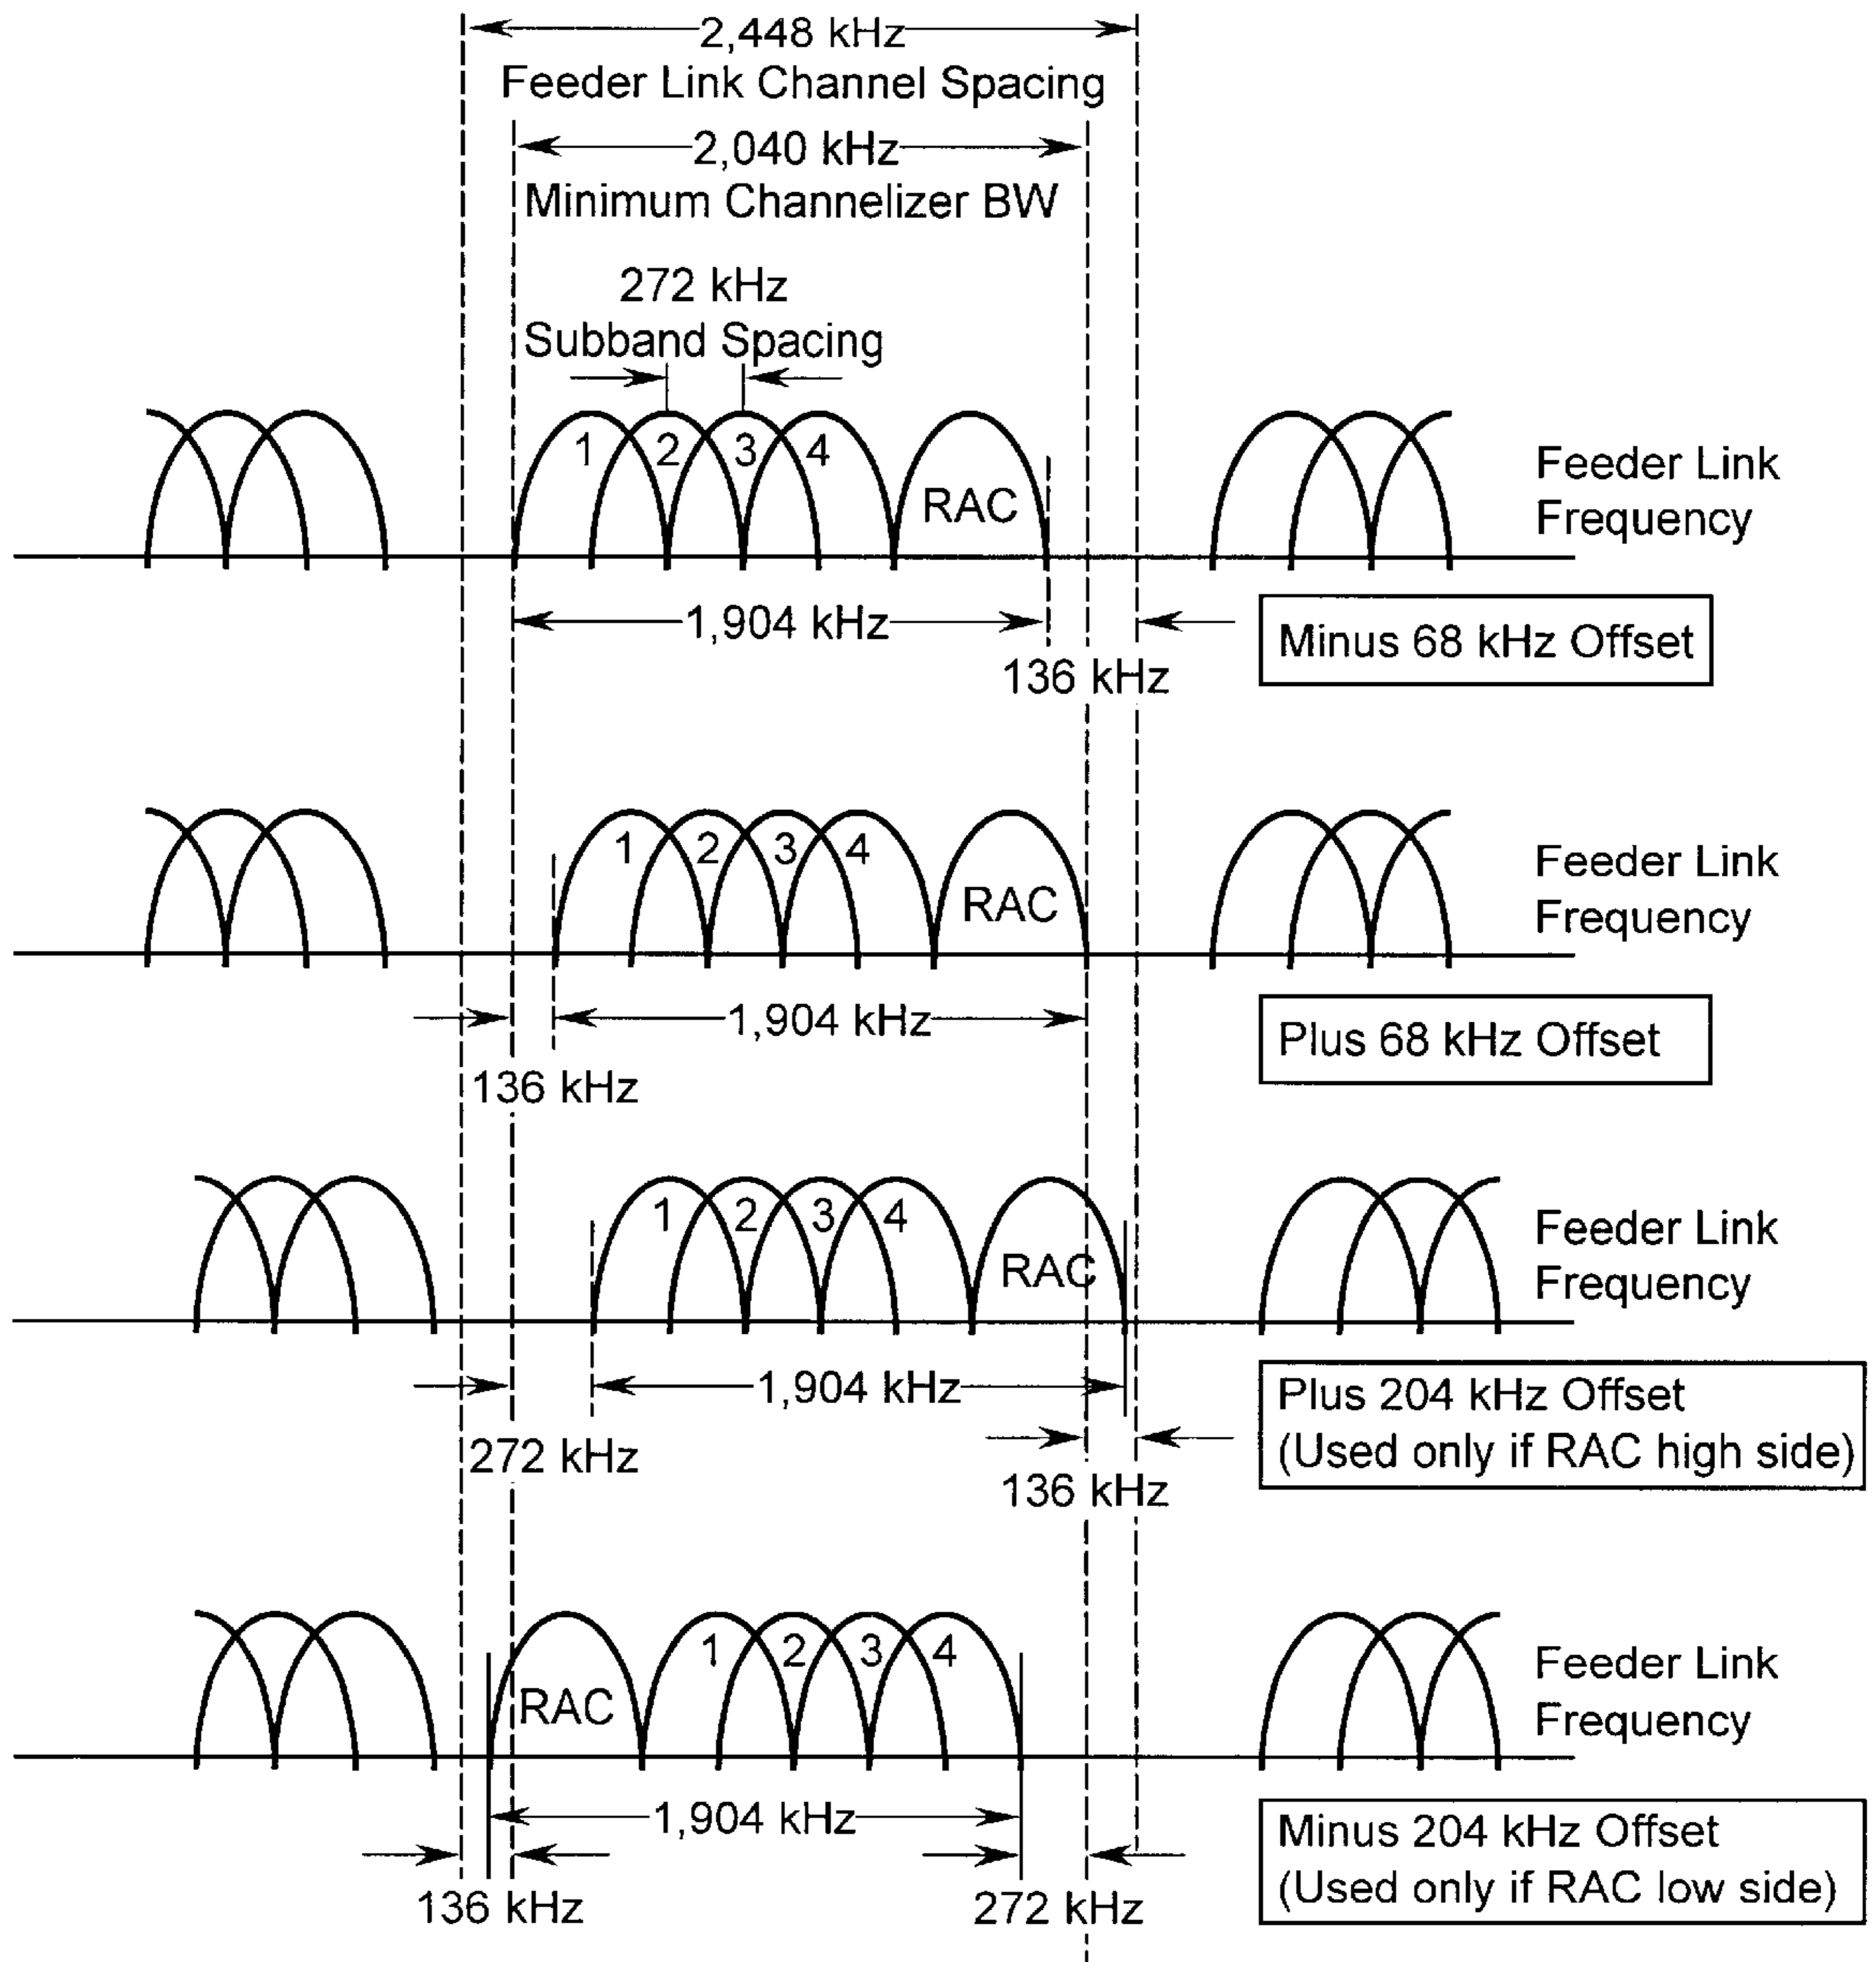 2,448 kHz
Feeder Link Channel Spacing
2,040 kHz
Minimum Channelizer BW
272 kHz
Subband Spacing
1 2 3 4
RAC
Feeder Link
Frequency
1,904 kHz
136 kHz
Minus 68 kHz Offset
1 2 3 4
RAC
Feeder Link
Frequency
1,904 kHz
136 kHz
Plus 68 kHz Offset
1 2 3 4
RAC
Feeder Link
Frequency
1,904 kHz
272 kHz
136 kHz
Plus 204 kHz Offset
(Used only if RAC high side)
RAC
1 2 3 4
Feeder Link
Frequency
1,904 kHz
136 kHz
272 kHz
Minus 204 kHz Offset
(Used only if RAC low side)